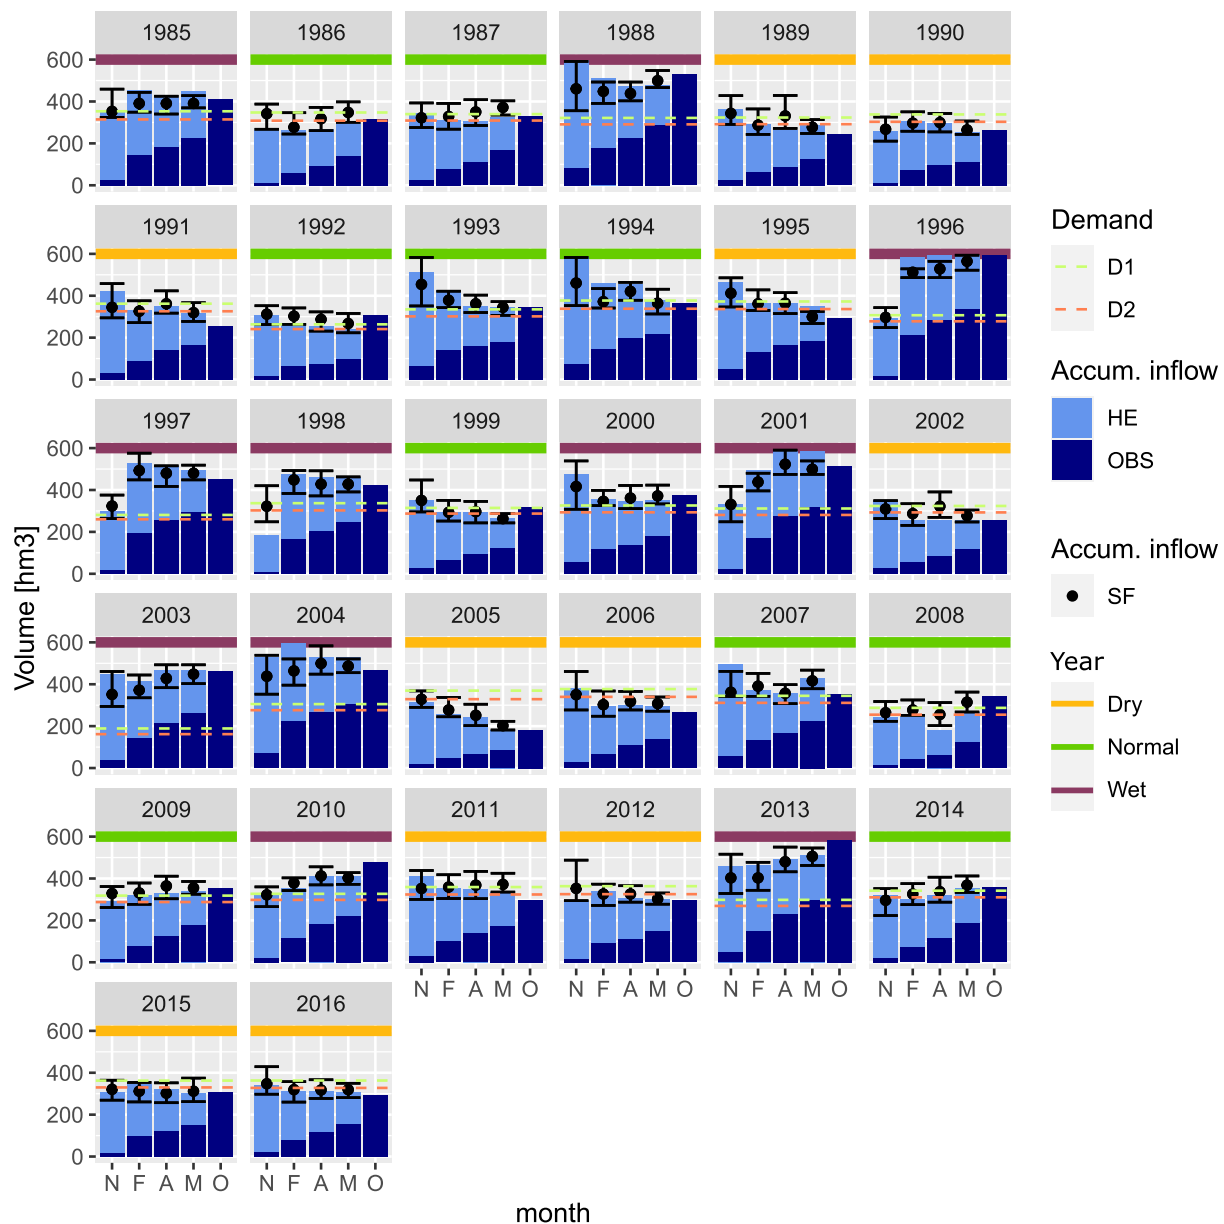 1985 1986 1987 1988 1989 1990
600
400
200
0
1991 1992 1993 1994 1995 1996
600
400
200
0
1997 1998 1999 2000 2001 2002
600
400
200
0
2003 2004 2005 2006 2007 2008
600
400
200
0
2009 2010 2011 2012 2013 2014
600
400
200
0
N F A M O N F A M O N F A M O N F A M O
2015 2016
600
400
200
0
N F A M O N F A M O
month
Volume [hm3]
Demand
D1
D2
Accum. inflow
HE
OBS
Accum. inflow
SF
Year
Dry
Normal
Wet